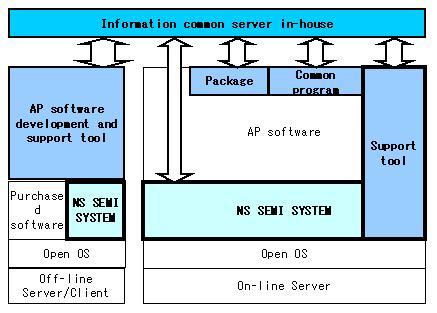 Information common server in-house
AP software
development and
support tool
Purchase
d
software
NS SEMI
SYSTEM
Open OS
Off-line
Server/Client
Package
Common
program
AP software
Support
tool
NS SEMI SYSTEM
Open OS
On-line Server